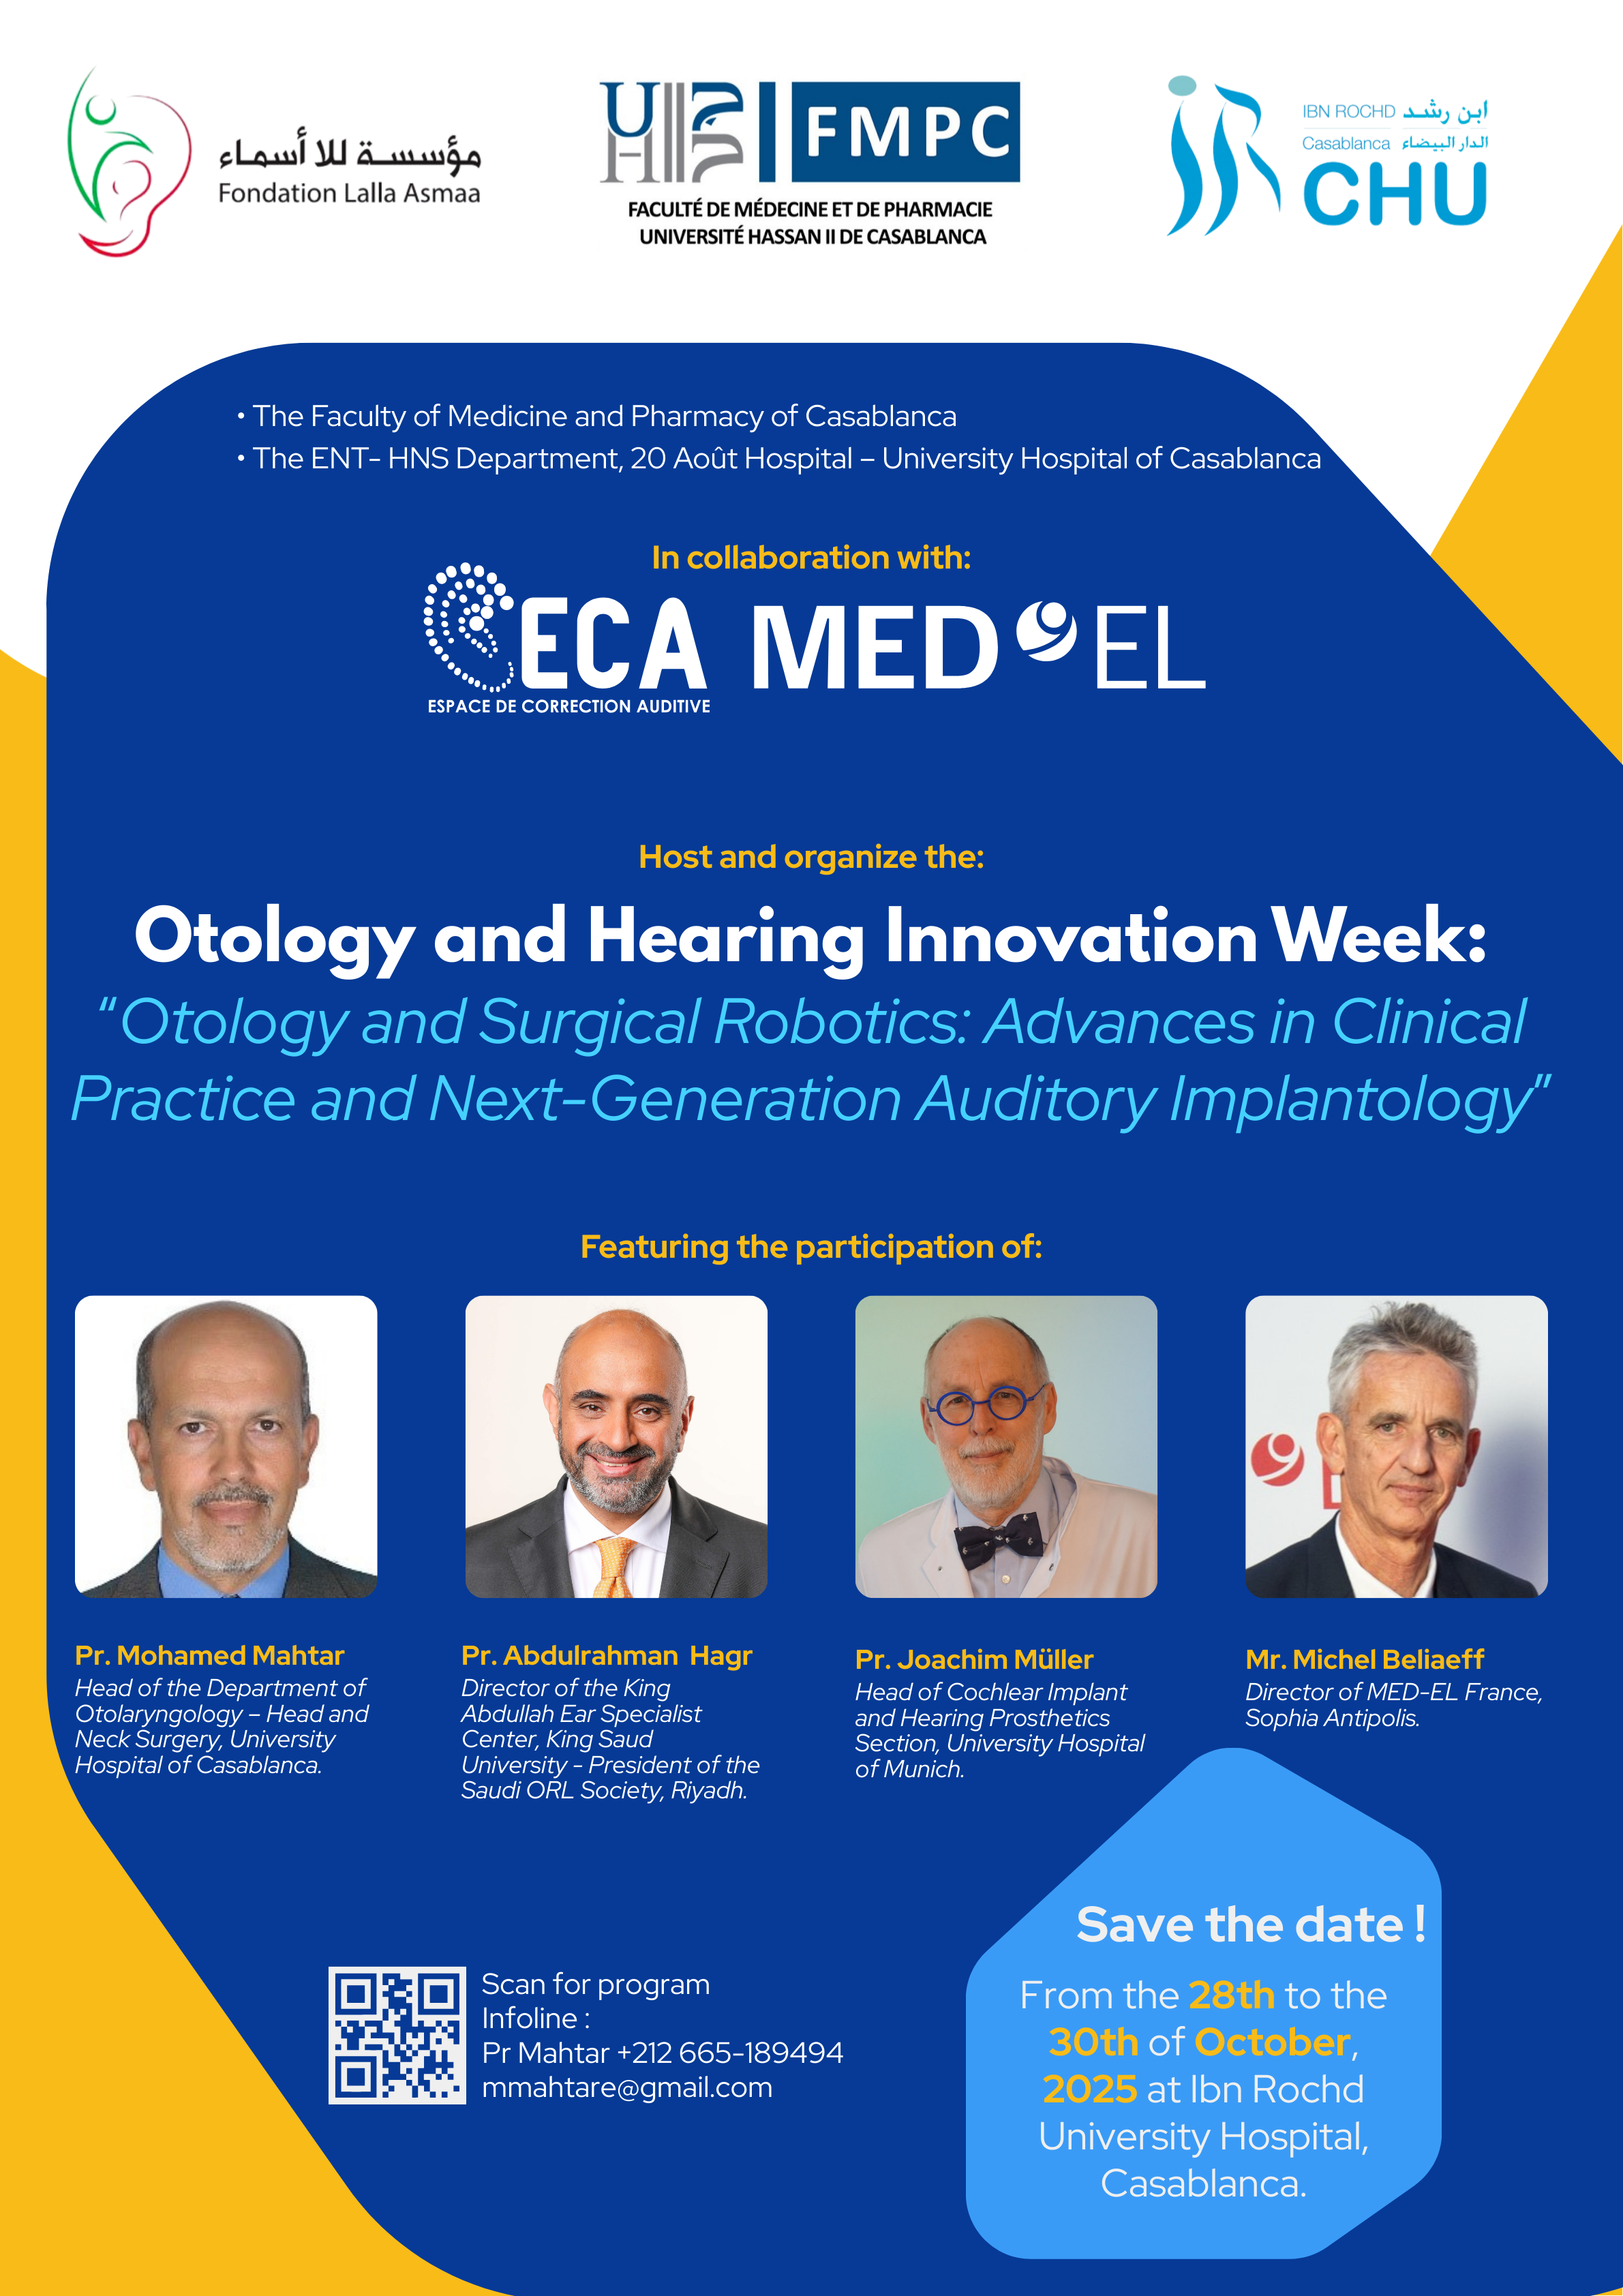 مؤسسة للا أسماء
Fondation Lalla Asmaa
UH2C
FMPC
FACULTÉ DE MÉDECINE ET DE PHARMACIE
UNIVERSITÉ HASSAN II DE CASABLANCA
IBN ROCHD ابن رشد
Casablanca الدار البيضاء
CHU
• The Faculty of Medicine and Pharmacy of Casablanca
• The ENT- HNS Department, 20 Août Hospital – University Hospital of Casablanca
In collaboration with:
ECA MED EL
ESPACE DE CORRECTION AUDITIVE
Host and organize the:
Otology and Hearing Innovation Week:
“Otology and Surgical Robotics: Advances in Clinical
Practice and Next-Generation Auditory Implantology”
Featuring the participation of:
Pr. Mohamed Mahtar
Head of the Department of
Otolaryngology – Head and
Neck Surgery, University
Hospital of Casablanca.
Pr. Abdulrahman Hagr
Director of the King
Abdullah Ear Specialist
Center, King Saud
University - President of the
Saudi ORL Society, Riyadh.
Pr. Joachim Müller
Head of Cochlear Implant
and Hearing Prosthetics
Section, University Hospital
of Munich.
Mr. Michel Beliaeff
Director of MED-EL France,
Sophia Antipolis.
Scan for program
Infoline :
Pr Mahtar +212 665-189494
mmahtare@gmail.com
Save the date !
From the 28th to the
30th of October,
2025 at Ibn Rochd
University Hospital,
Casablanca.